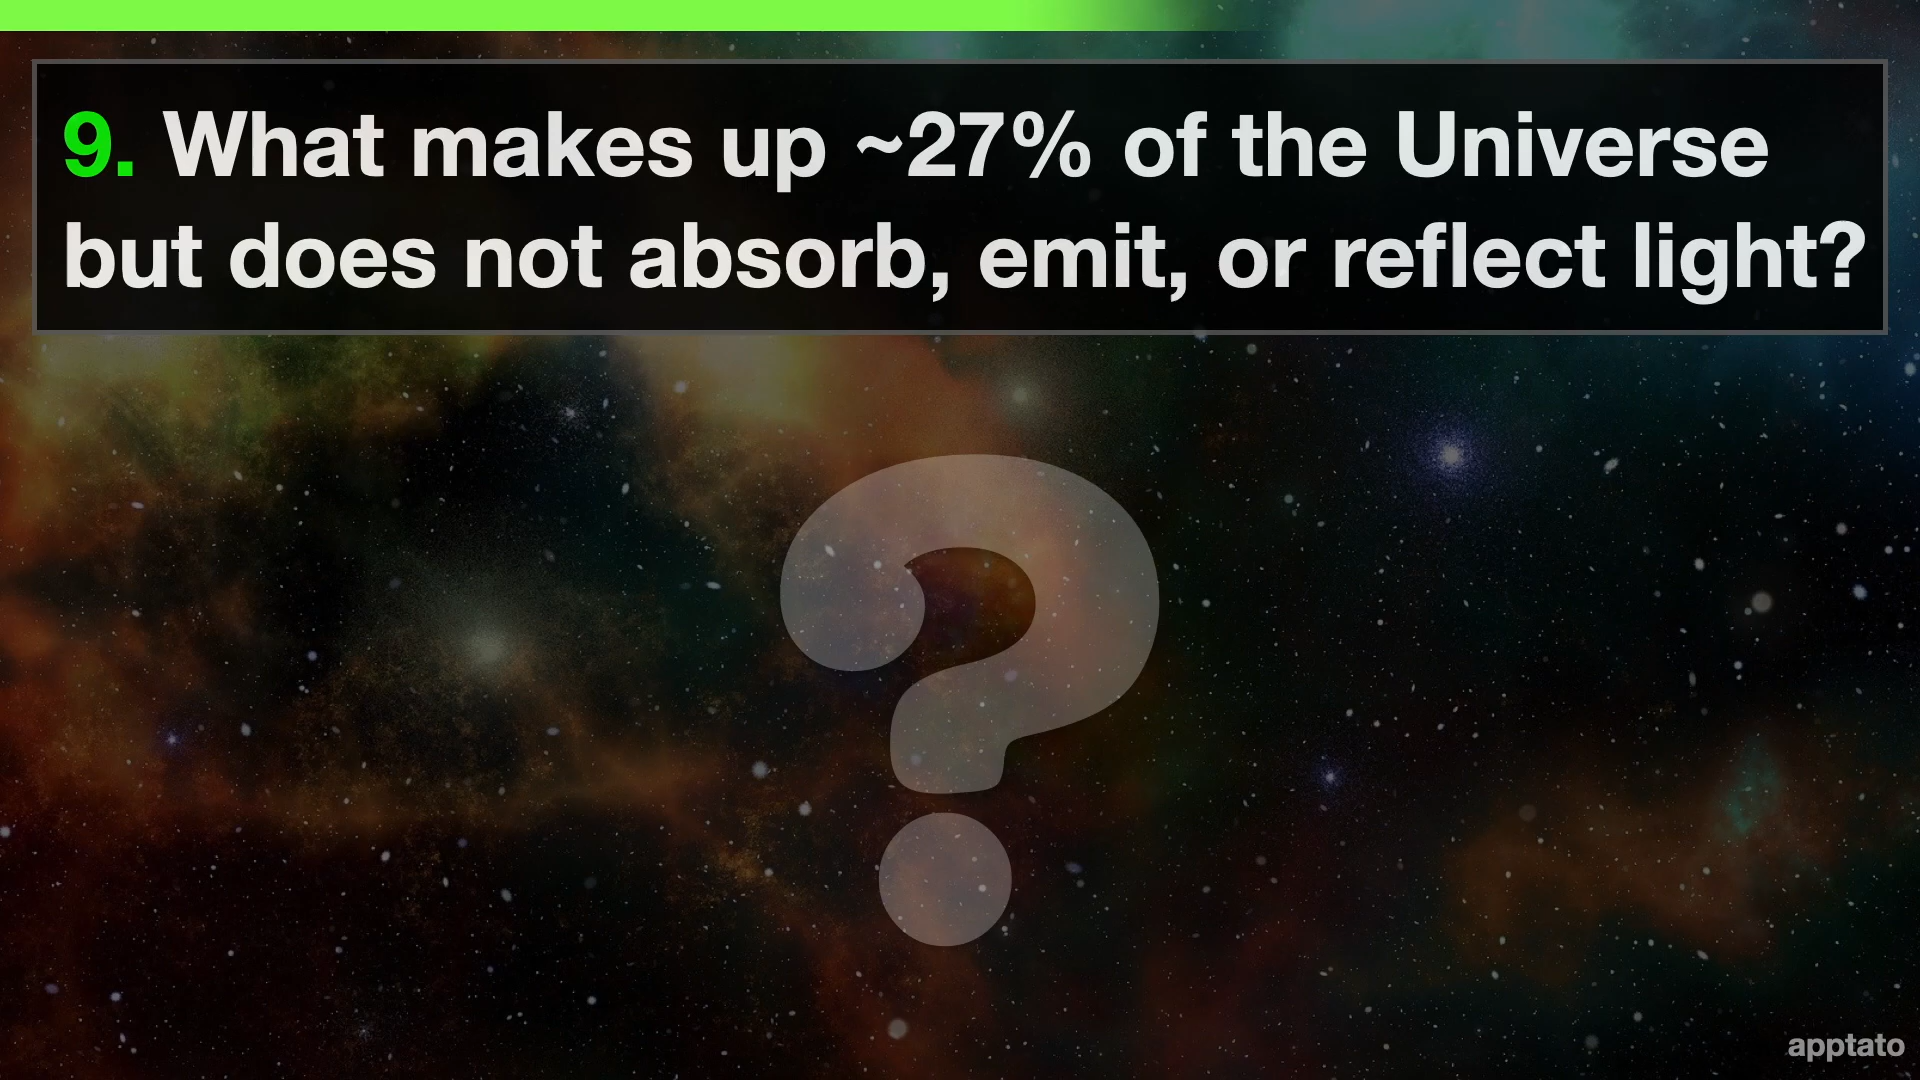 9. What makes up ~27% of the Universe
but does not absorb, emit, or reflect light?
?
apptato